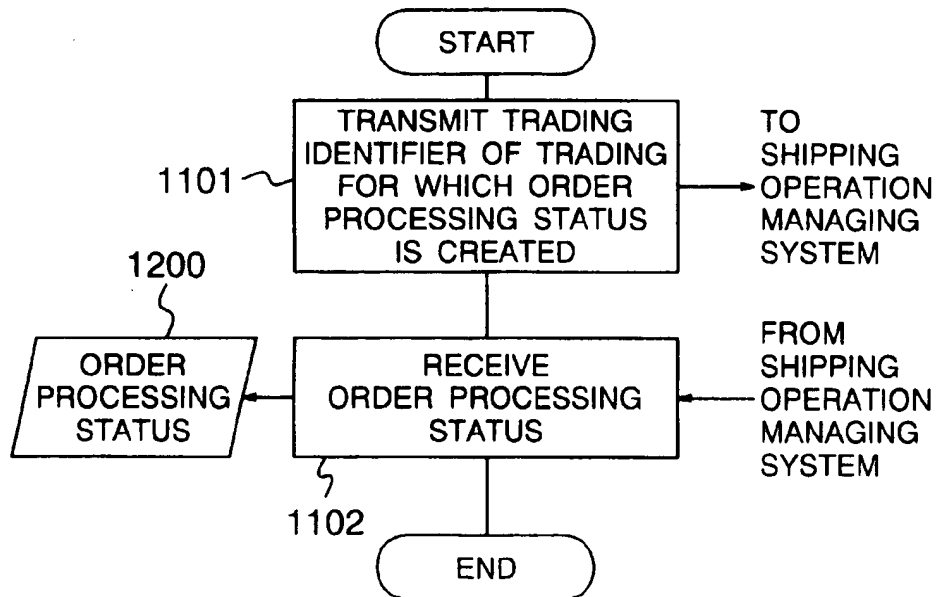 START
TRANSMIT TRADING
IDENTIFIER OF TRADING
FOR WHICH ORDER
PROCESSING STATUS
IS CREATED
1101
TO
SHIPPING
OPERATION
MANAGING
SYSTEM
1200
ORDER
PROCESSING
STATUS
RECEIVE
ORDER PROCESSING
STATUS
FROM
SHIPPING
OPERATION
MANAGING
SYSTEM
1102
END